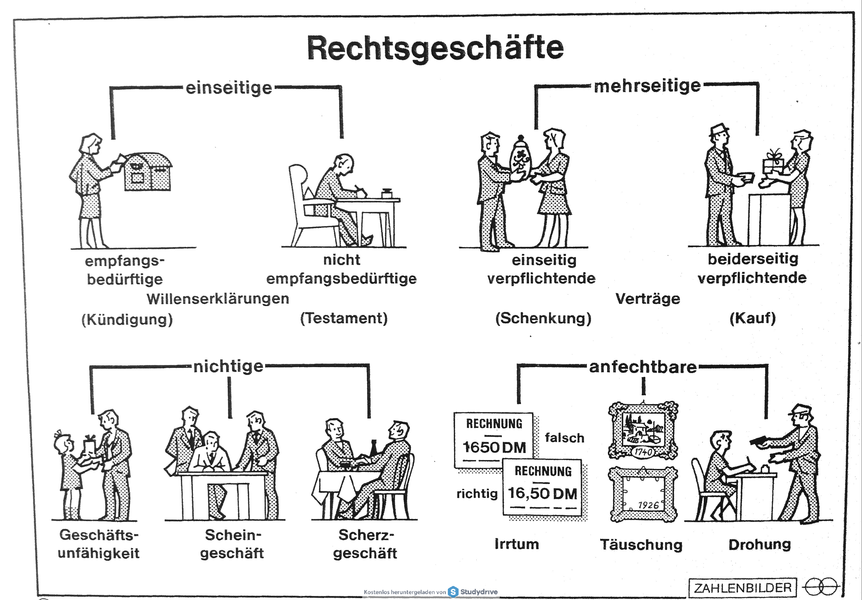 Rechtsgeschäfte
einseitige
mehrseitige
empfangs-
bedürftige
nicht
empfangsbedürftige
Willenserklärungen
(Kündigung)
(Testament)
einseitig
verpflichtende
beiderseitig
verpflichtende
Verträge
(Schenkung)
(Kauf)
nichtige
anfechtbare
RECHNUNG
1650 DM
falsch
RECHNUNG
richtig
16,50 DM
1740
1926
Geschäfts-
unfähigkeit
Schein-
geschäft
Scherz-
geschäft
Irrtum
Täuschung
Drohung
ZAHLENBILDER
Kostenlos heruntergeladen von
Studydrive